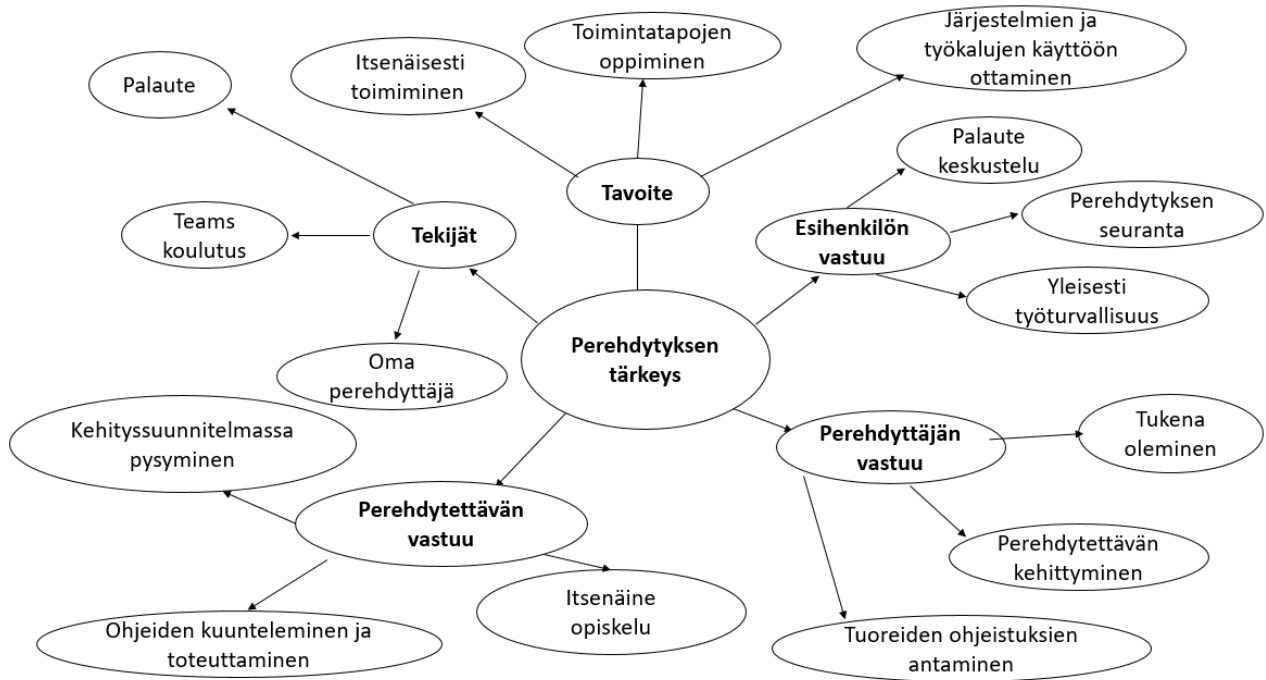 Järjestelmien ja
työkalujen käyttöön
ottaminen
Toimintatapojen
oppiminen
Itsenäisesti
toimiminen
Palaute
Palaute
keskustelu
Tavoite
Perehdytyksen
seuranta
Teams
koulutus
Tekijät
Esihenkilön
vastuu
Yleisesti
työturvallisuus
Perehdytyksen
tärkeys
Oma
perehdyttäjä
Kehityssuunnitelmassa
pysyminen
Perehdyttäjän
vastuu
Tukena
oleminen
Perehdytettävän
vastuu
Perehdytettävän
kehittyminen
Itsenäine
opiskelu
Ohjeiden kuunteleminen ja
toteuttaminen
Tuoreiden ohjeistuksien
antaminen